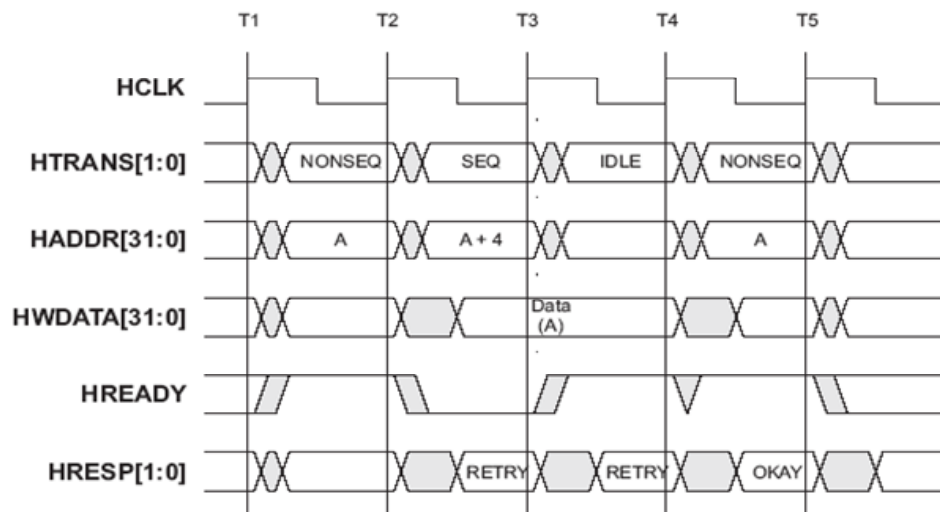 T1 T2 T3 T4 T5
HCLK
HTRANS[1:0] NONSEQ SEQ IDLE NONSEQ
HADDR[31:0] A A + 4 A
HWDATA[31:0] Data
(A)
HREADY
HRESP[1:0] RETRY RETRY OKAY